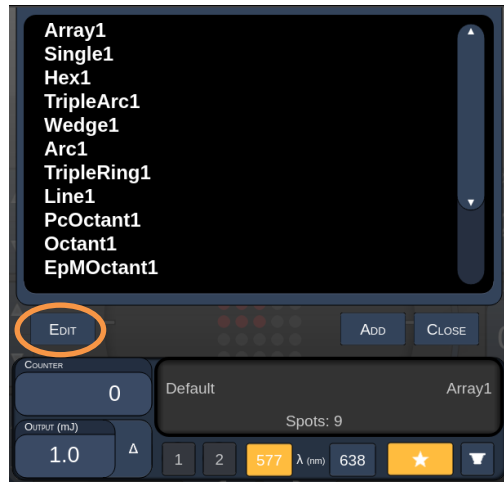 Array1
Single1
Hex1
TripleArc1
Wedge1
Arc1
TripleRing1
Line1
PcOctant1
Octant1
EpMOctant1
EDIT
ADD
CLOSE
COUNTER
0
Default
Array1
Spots: 9
OUTPUT (mJ)
1.0
Δ
1
2
577
λ (nm)
638